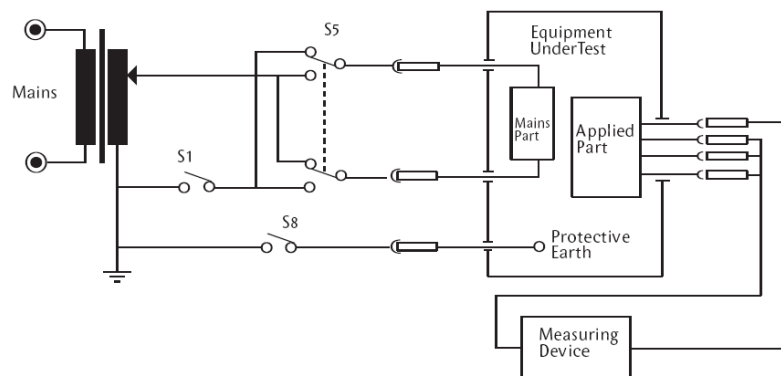 S5
Equipment
UnderTest
Mains
Mains
Part
Applied
Part
S1
S8
Protective
Earth
Measuring
Device